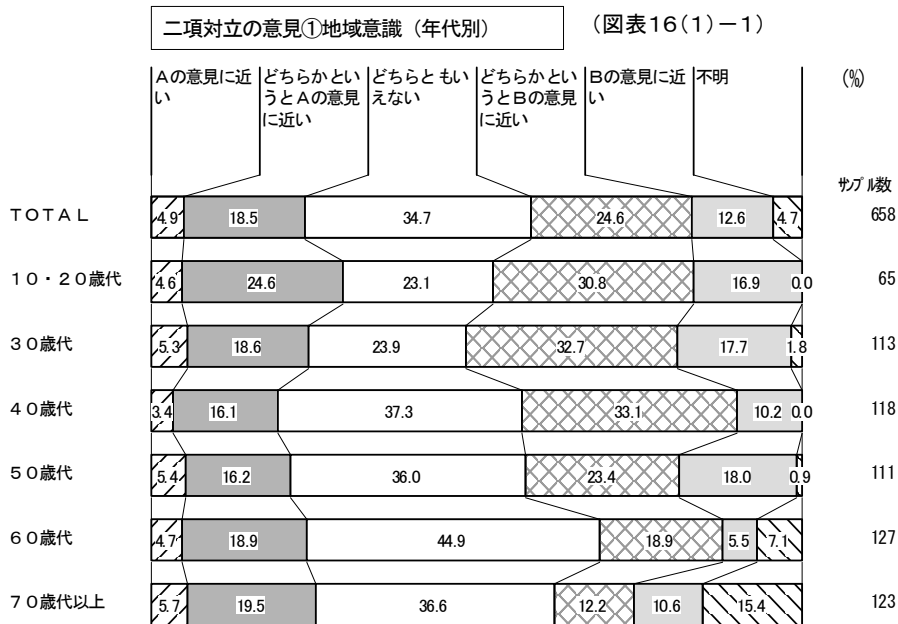 二項対立の意見①地域意識（年代別）
（図表16(1)－1）
Ａの意見に近い
どちらかというとＡの意見に近い
どちらともいえない
どちらかというとＢの意見に近い
Ｂの意見に近い
不明
(%)
ｻﾝﾌﾟﾙ数
ＴＯＴＡＬ 4.9 18.5 34.7 24.6 12.6 4.7 658
１０・２０歳代 4.6 24.6 23.1 30.8 16.9 0.0 65
３０歳代 5.3 18.6 23.9 32.7 17.7 1.8 113
４０歳代 3.4 16.1 37.3 33.1 10.2 0.0 118
５０歳代 5.4 16.2 36.0 23.4 18.0 0.9 111
６０歳代 4.7 18.9 44.9 18.9 5.5 7.1 127
７０歳代以上 5.7 19.5 36.6 12.2 10.6 15.4 123